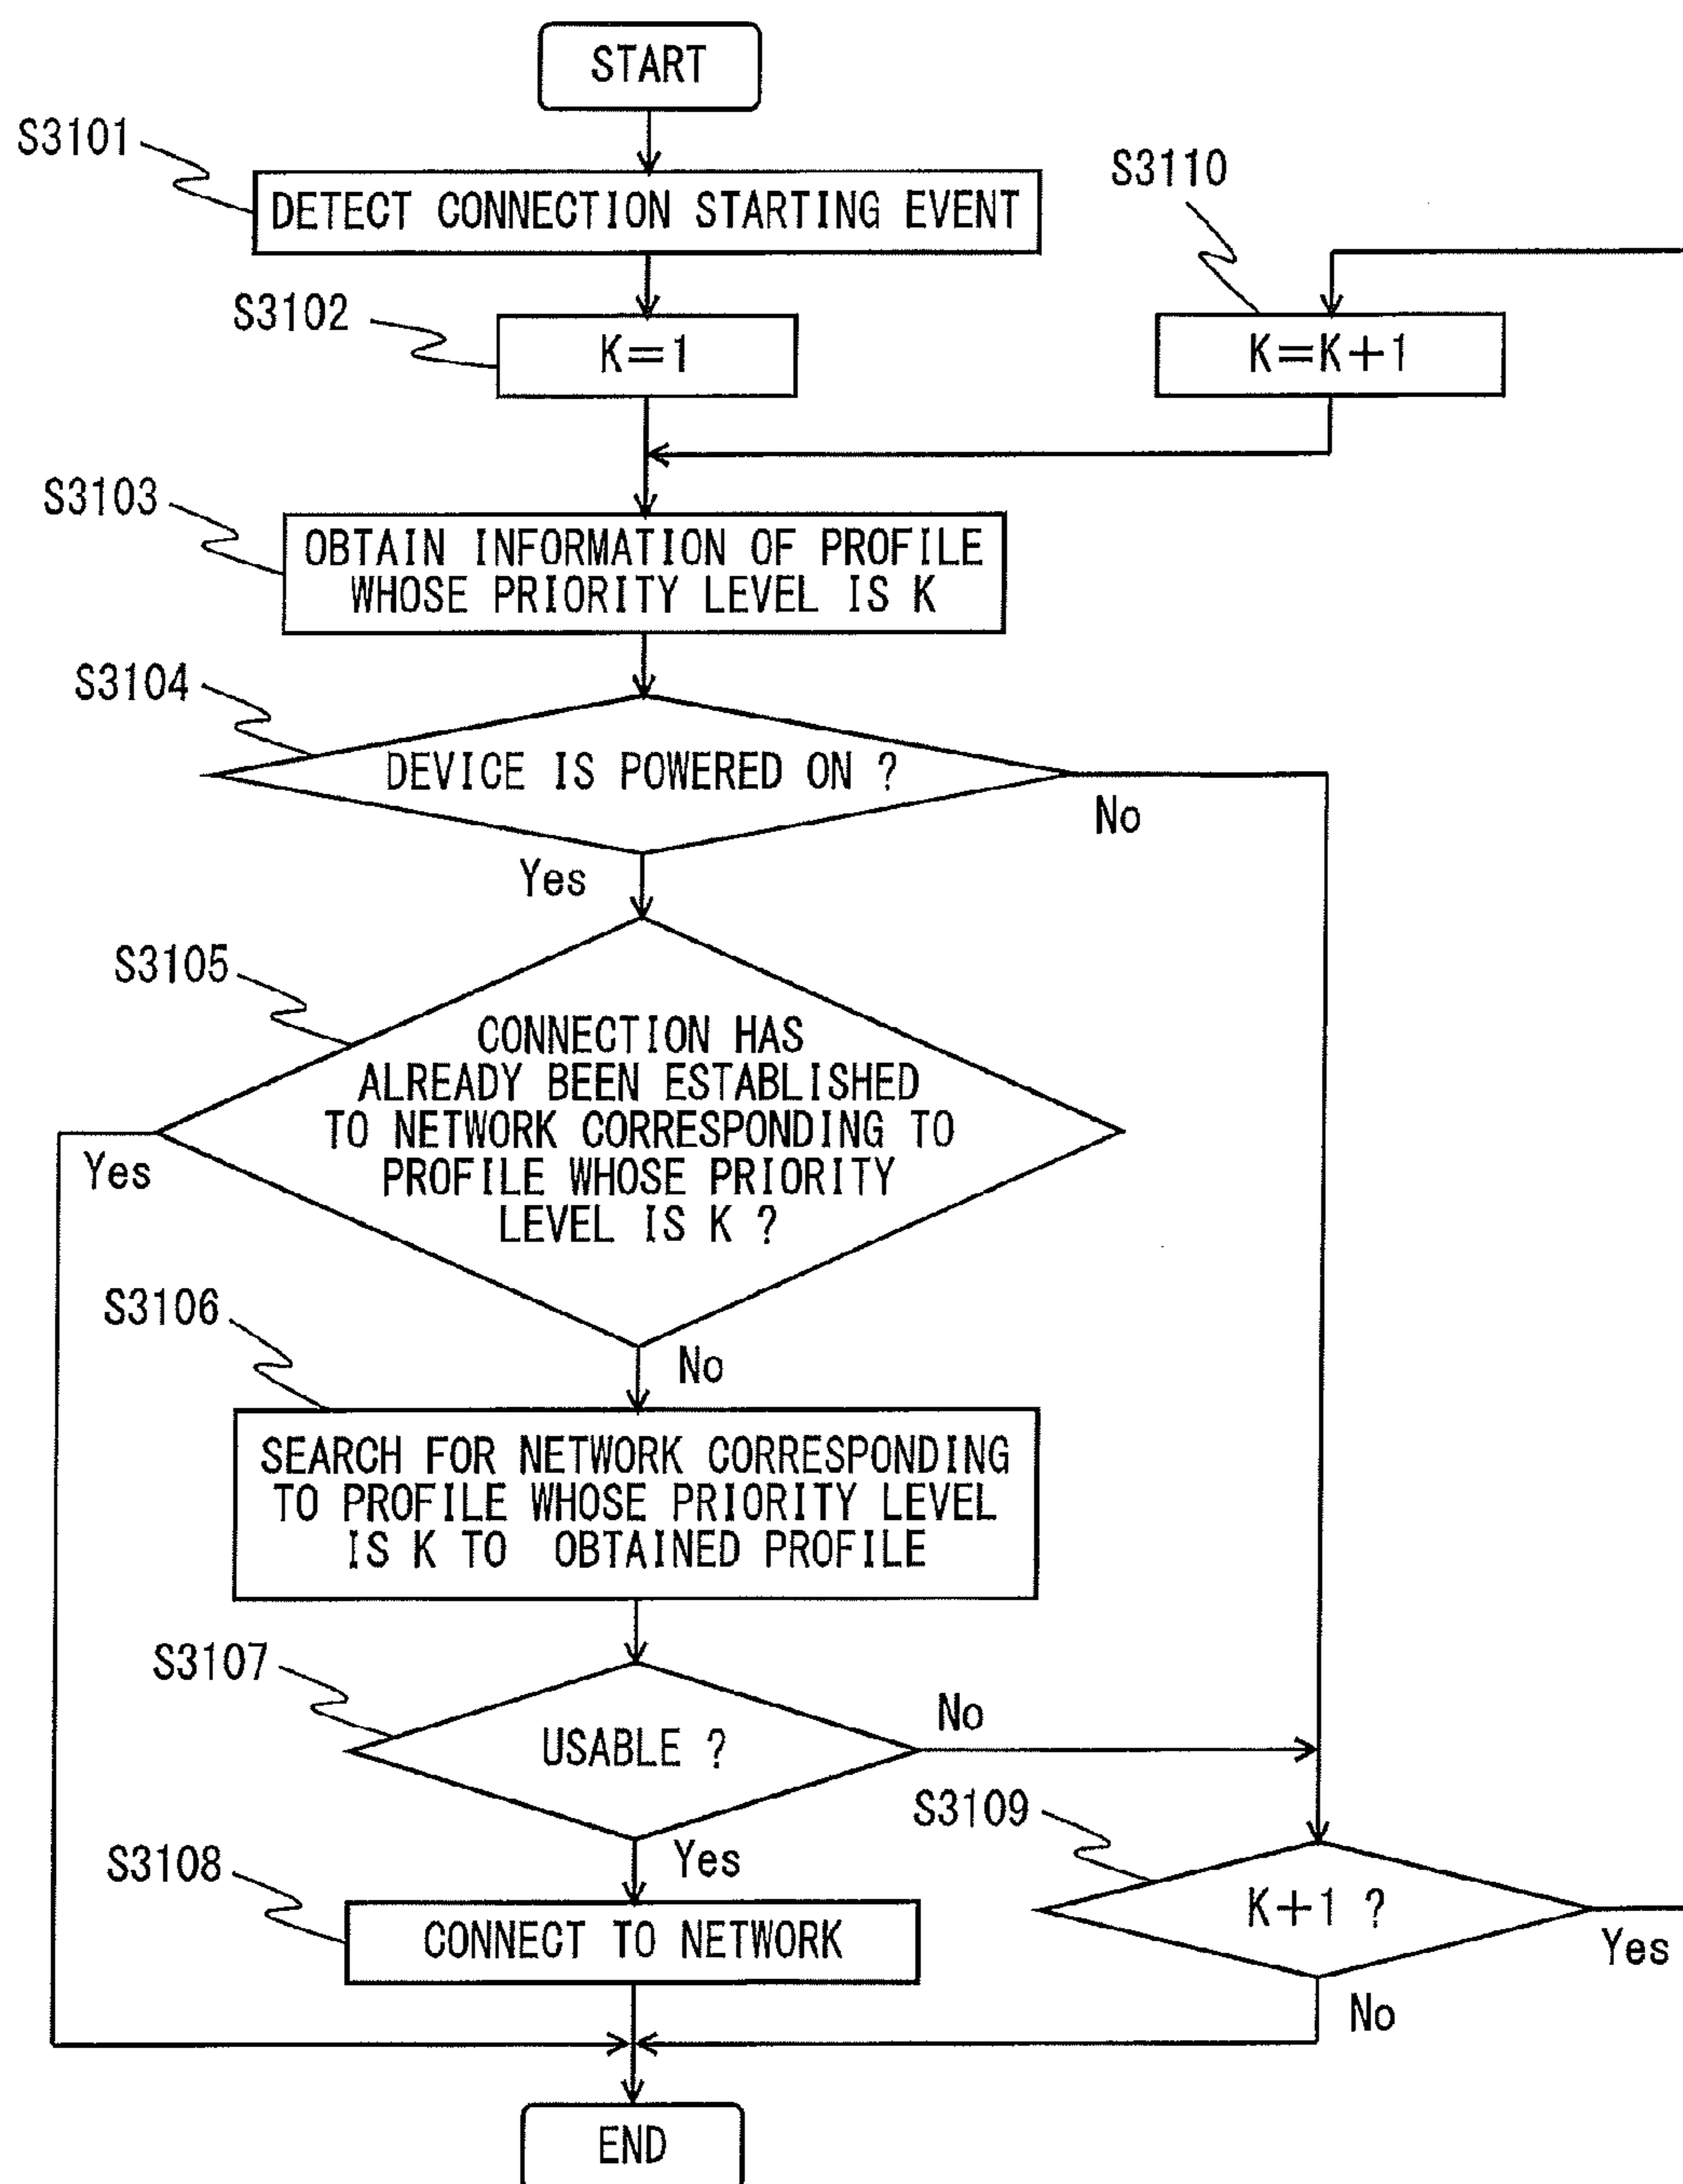 START
S3101
DETECT CONNECTION STARTING EVENT
S3110
S3102
K=1
K=K+1
S3103
OBTAIN INFORMATION OF PROFILE
WHOSE PRIORITY LEVEL IS K
S3104
DEVICE IS POWERED ON ?
No
Yes
S3105
CONNECTION HAS
ALREADY BEEN ESTABLISHED
TO NETWORK CORRESPONDING TO
PROFILE WHOSE PRIORITY
LEVEL IS K ?
Yes
No
S3106
SEARCH FOR NETWORK CORRESPONDING
TO PROFILE WHOSE PRIORITY LEVEL
IS K TO OBTAINED PROFILE
S3107
USABLE ?
No
Yes
S3109
K+1 ?
Yes
No
S3108
CONNECT TO NETWORK
END